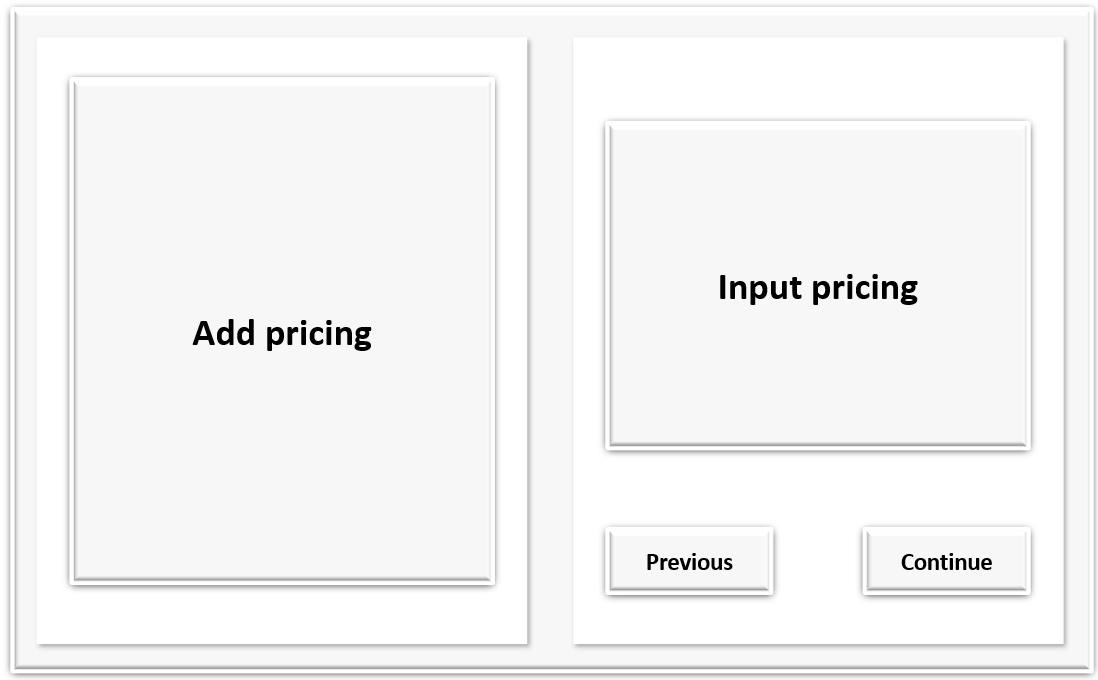 Add pricing
Input pricing
Previous
Continue